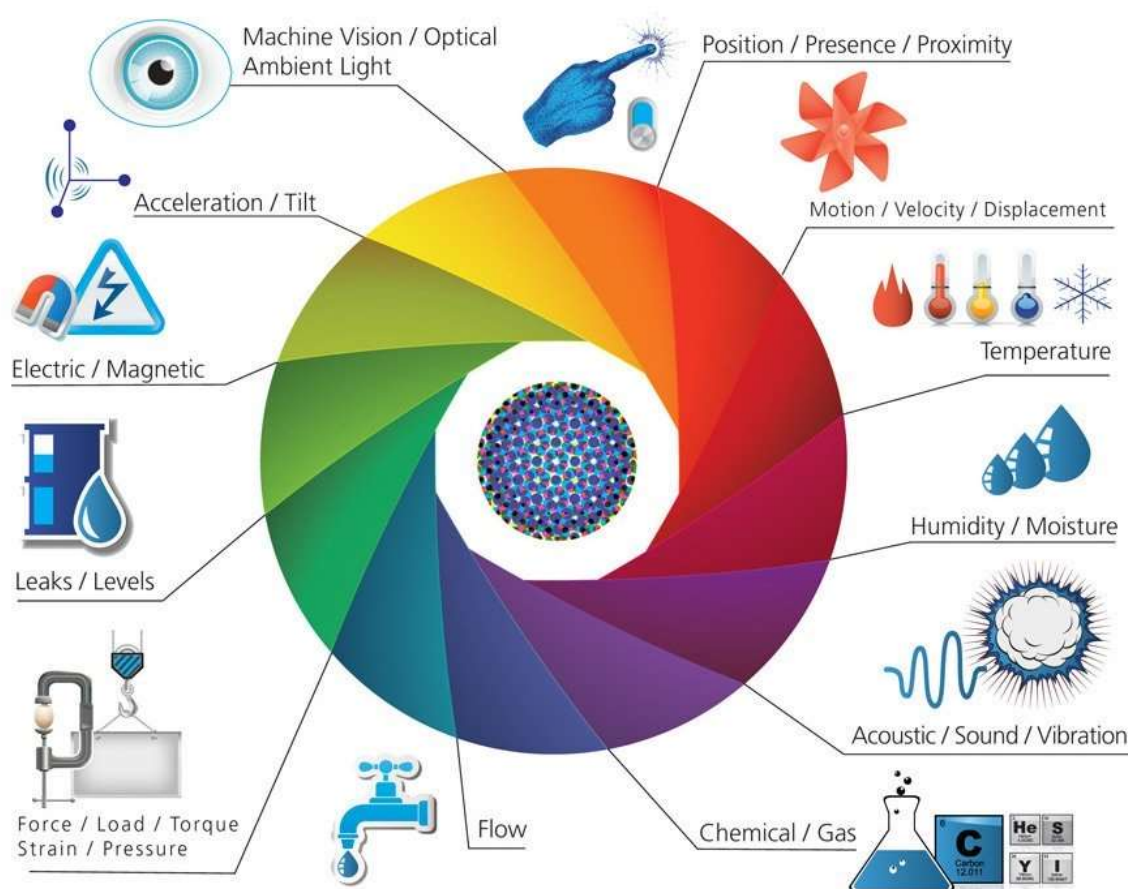 Machine Vision / Optical
Ambient Light
Position / Presence / Proximity
Acceleration / Tilt
Motion / Velocity / Displacement
Electric / Magnetic
Temperature
Leaks / Levels
Humidity / Moisture
Acoustic / Sound / Vibration
Force / Load / Torque
Strain / Pressure
Flow
Chemical / Gas
6
C
Carbon
12.011
He
S
Y
I